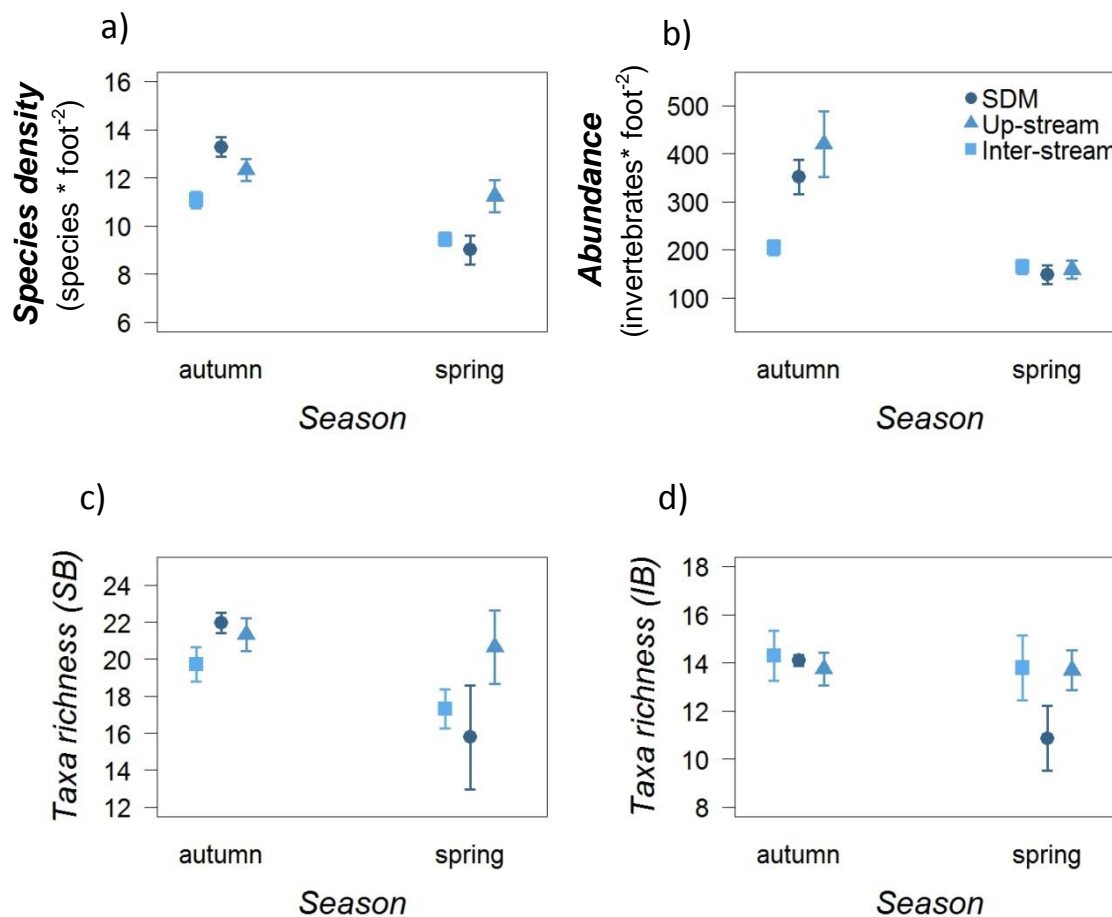 a)
Species density
(species * foot⁻²)
16
14
12
10
8
6
autumn
spring
Season
b)
Abundance
(invertebrates* foot⁻²)
500
400
300
200
100
SDM
Up-stream
Inter-stream
autumn
spring
Season
c)
Taxa richness (SB)
24
22
20
18
16
14
12
autumn
spring
Season
d)
Taxa richness (IB)
18
16
14
12
10
8
autumn
spring
Season